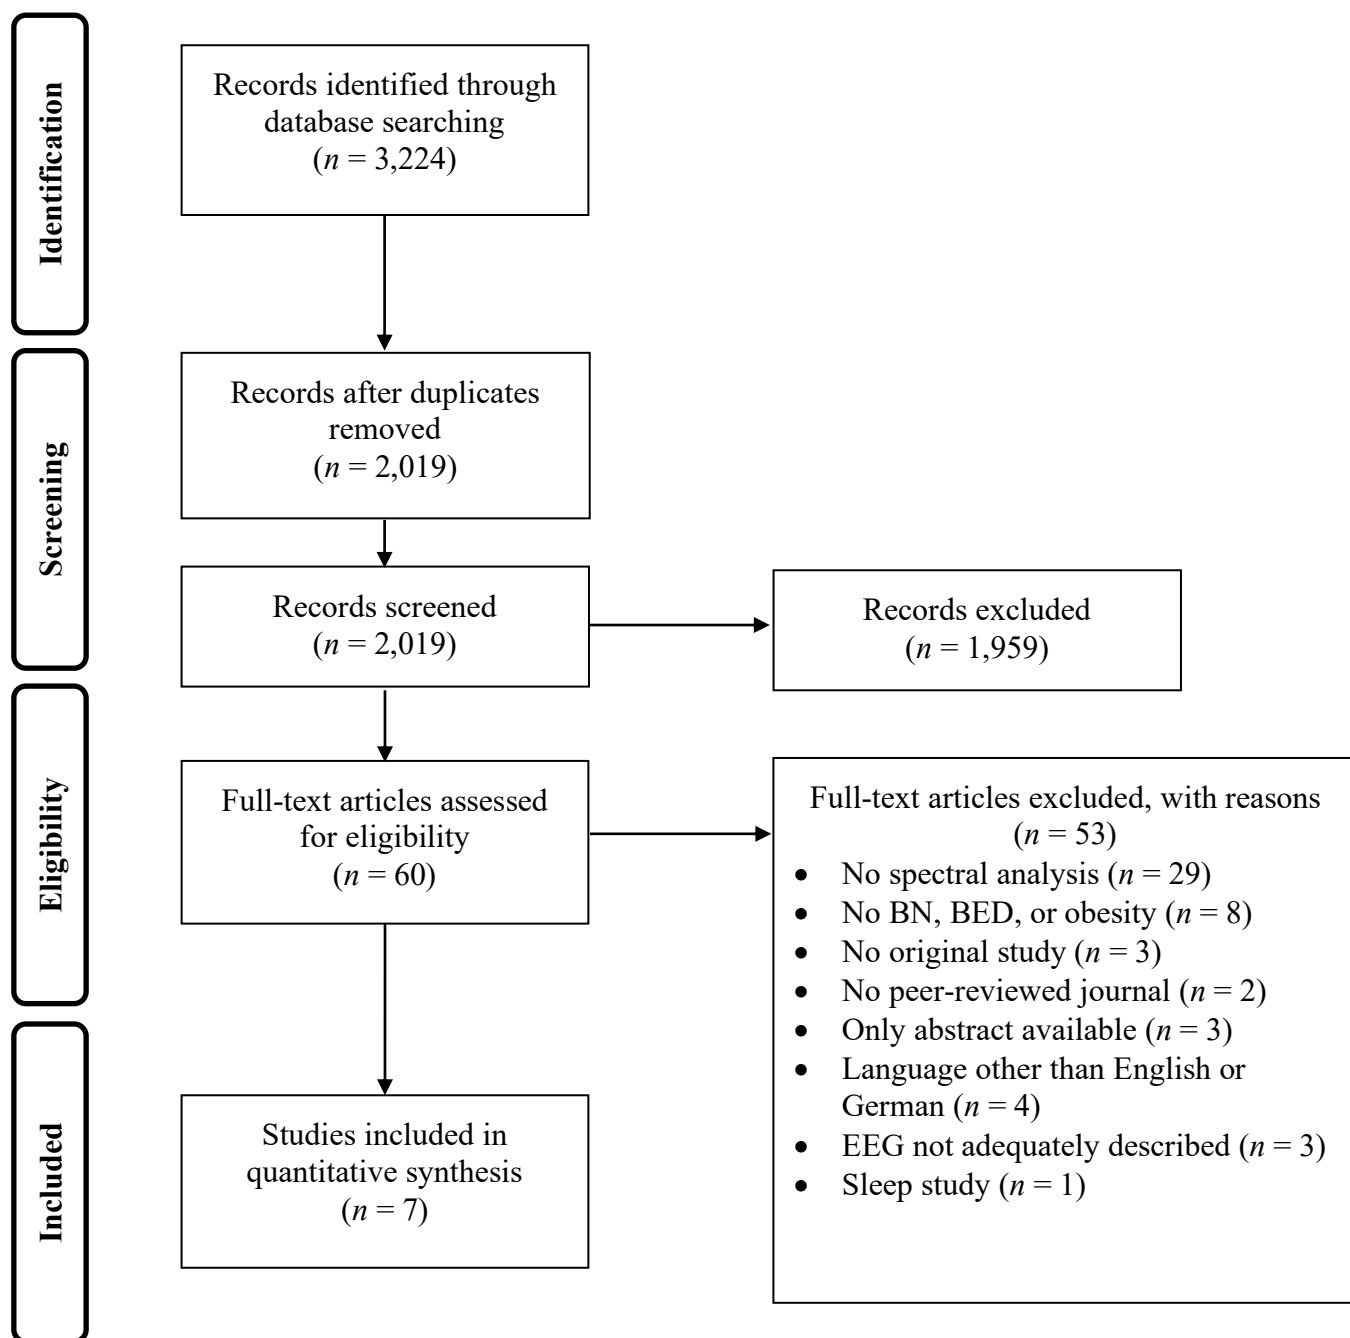 Identification
Records identified through
database searching
(n = 3,224)
Screening
Records after duplicates
removed
(n = 2,019)
Records screened
(n = 2,019)
Records excluded
(n = 1,959)
Eligibility
Full-text articles assessed
for eligibility
(n = 60)
Full-text articles excluded, with reasons
(n = 53)
• No spectral analysis (n = 29)
• No BN, BED, or obesity (n = 8)
• No original study (n = 3)
• No peer-reviewed journal (n = 2)
• Only abstract available (n = 3)
• Language other than English or
German (n = 4)
• EEG not adequately described (n = 3)
• Sleep study (n = 1)
Included
Studies included in
quantitative synthesis
(n = 7)